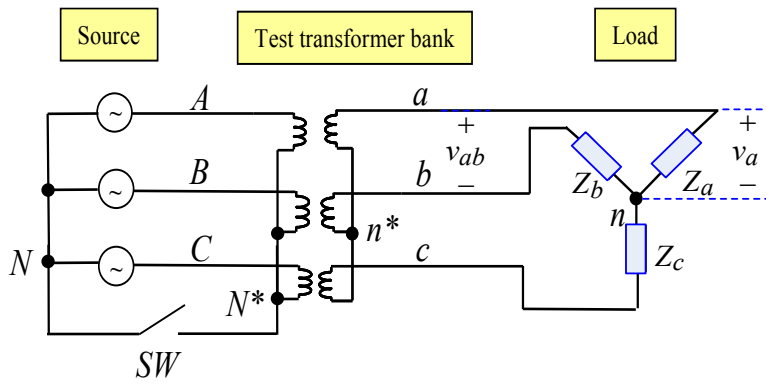 Source
Test transformer bank
Load
A
a
+
v_ab
−
+
v_a
−
~
B
b
Z_b
Z_a
~
n
n*
N
C
c
Z_c
~
N*
SW